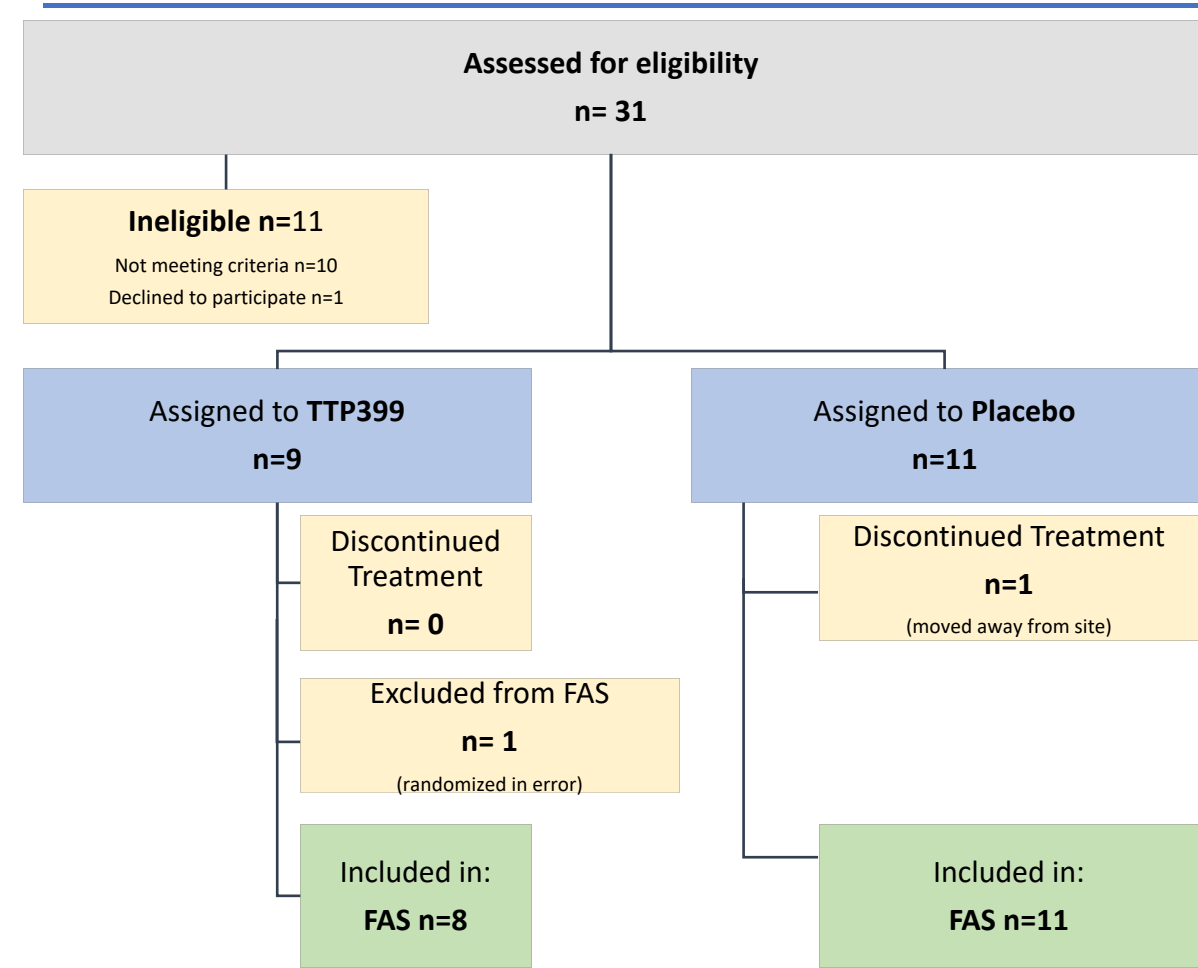 Assessed for eligibility
n= 31
Ineligible n=11
Not meeting criteria n=10
Declined to participate n=1
Assigned to TTP399
n=9
Assigned to Placebo
n=11
Discontinued
Treatment
n= 0
Discontinued Treatment
n=1
(moved away from site)
Excluded from FAS
n= 1
(randomized in error)
Included in:
FAS n=8
Included in:
FAS n=11